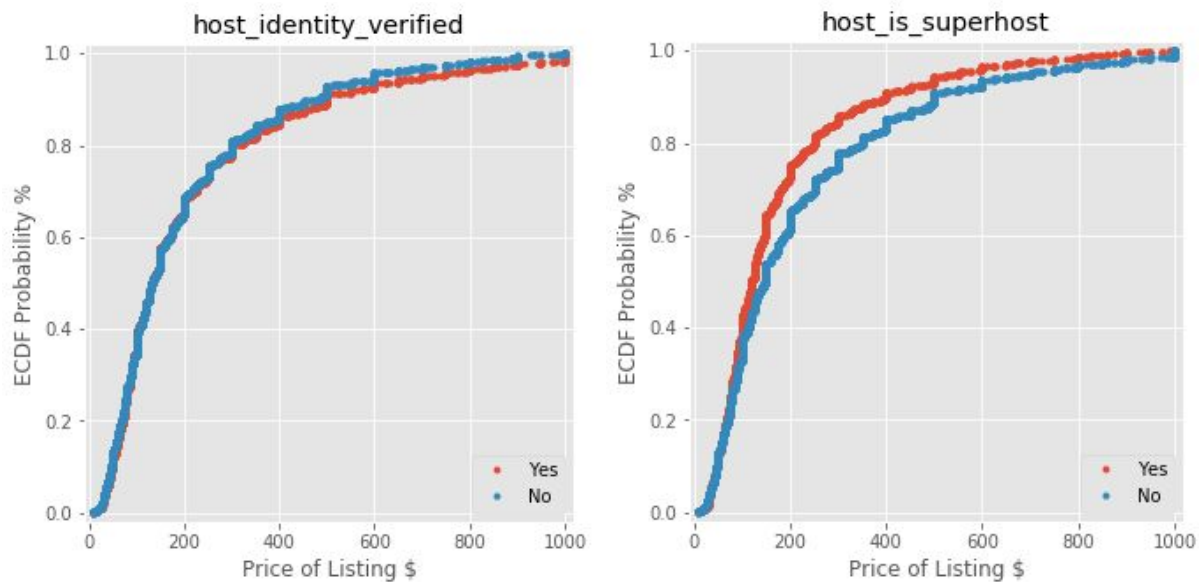 host_identity_verified
ECDF Probability %
1.0
0.8
0.6
0.4
0.2
0.0
Yes
No
0 200 400 600 800 1000
Price of Listing $
host_is_superhost
ECDF Probability %
1.0
0.8
0.6
0.4
0.2
0.0
Yes
No
0 200 400 600 800 1000
Price of Listing $